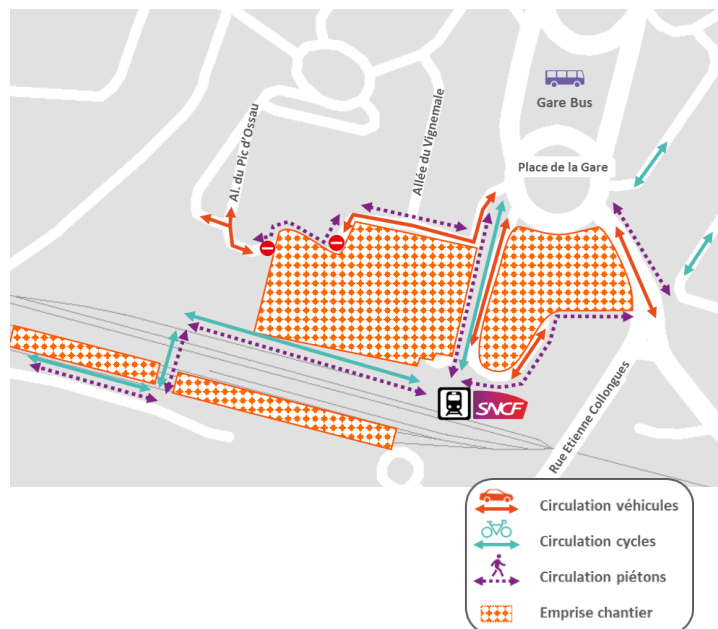 Gare Bus
Place de la Gare
Al. du Pic d'Ossau
Allée du Vignemale
SNCF
Rue Etienne Collongues
Circulation véhicules
Circulation cycles
Circulation piétons
Emprise chantier